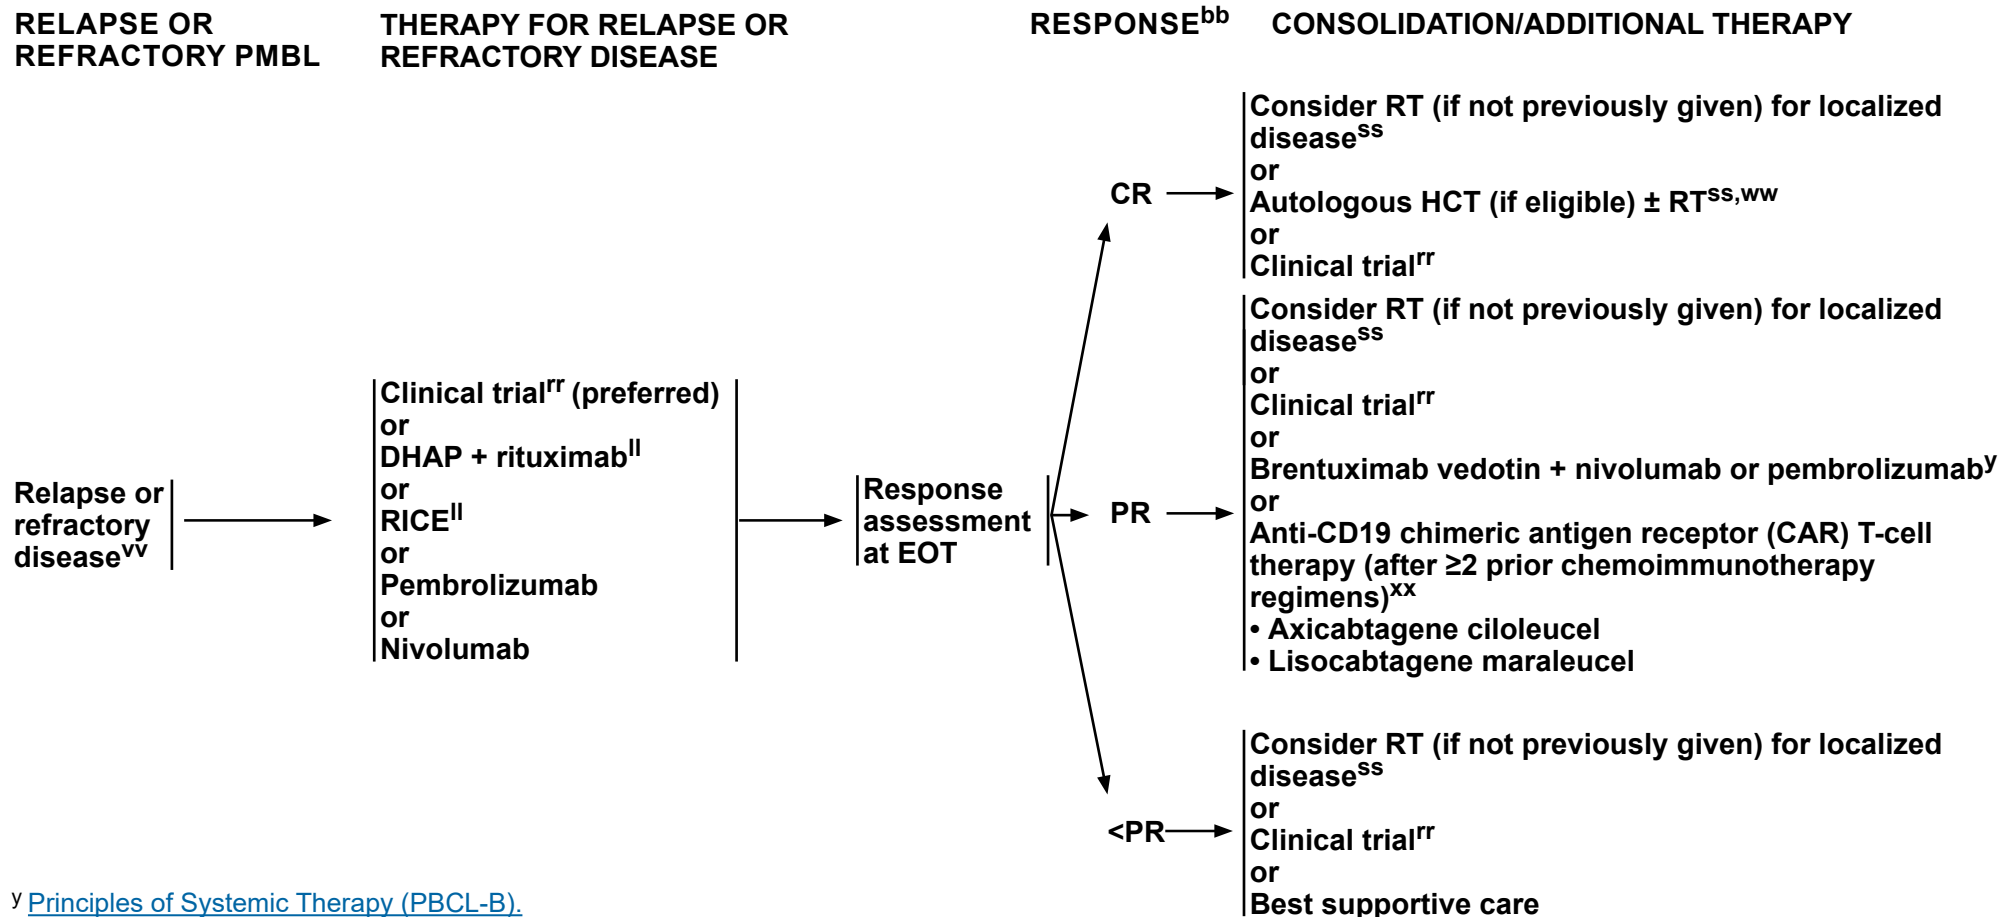 RELAPSE OR
REFRACTORY PMBL
THERAPY FOR RELAPSE OR
REFRACTORY DISEASE
RESPONSEbb
CONSOLIDATION/ADDITIONAL THERAPY
Relapse or
refractory
diseasevv
Clinical trialrr (preferred)
or
DHAP + rituximabll
or
RICEll
or
Pembrolizumab
or
Nivolumab
Response
assessment
at EOT
CR
Consider RT (if not previously given) for localized
diseasess
or
Autologous HCT (if eligible) ± RTss,ww
or
Clinical trialrr
PR
Consider RT (if not previously given) for localized
diseasess
or
Clinical trialrr
or
Brentuximab vedotin + nivolumab or pembrolizumaby
or
Anti-CD19 chimeric antigen receptor (CAR) T-cell
therapy (after ≥2 prior chemoimmunotherapy
regimens)xx
• Axicabtagene ciloleucel
• Lisocabtagene maraleucel
<PR
Consider RT (if not previously given) for localized
diseasess
or
Clinical trialrr
or
Best supportive care
y Principles of Systemic Therapy (PBCL-B).